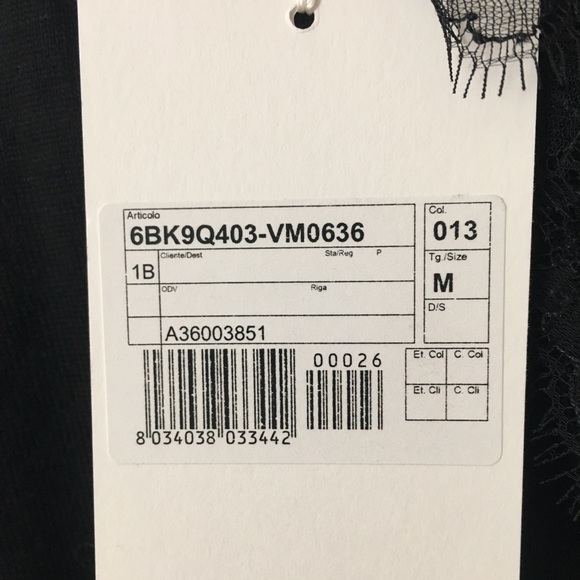 Articolo
6BK9Q403-VM0636
Col.
013
1B
Cliente/Dest Sta/Reg P
Tg./Size
M
ODV Riga
D/S
A36003851
00026
Et. Col C. Col
Et. Cli C. Cli
8 034038 033442